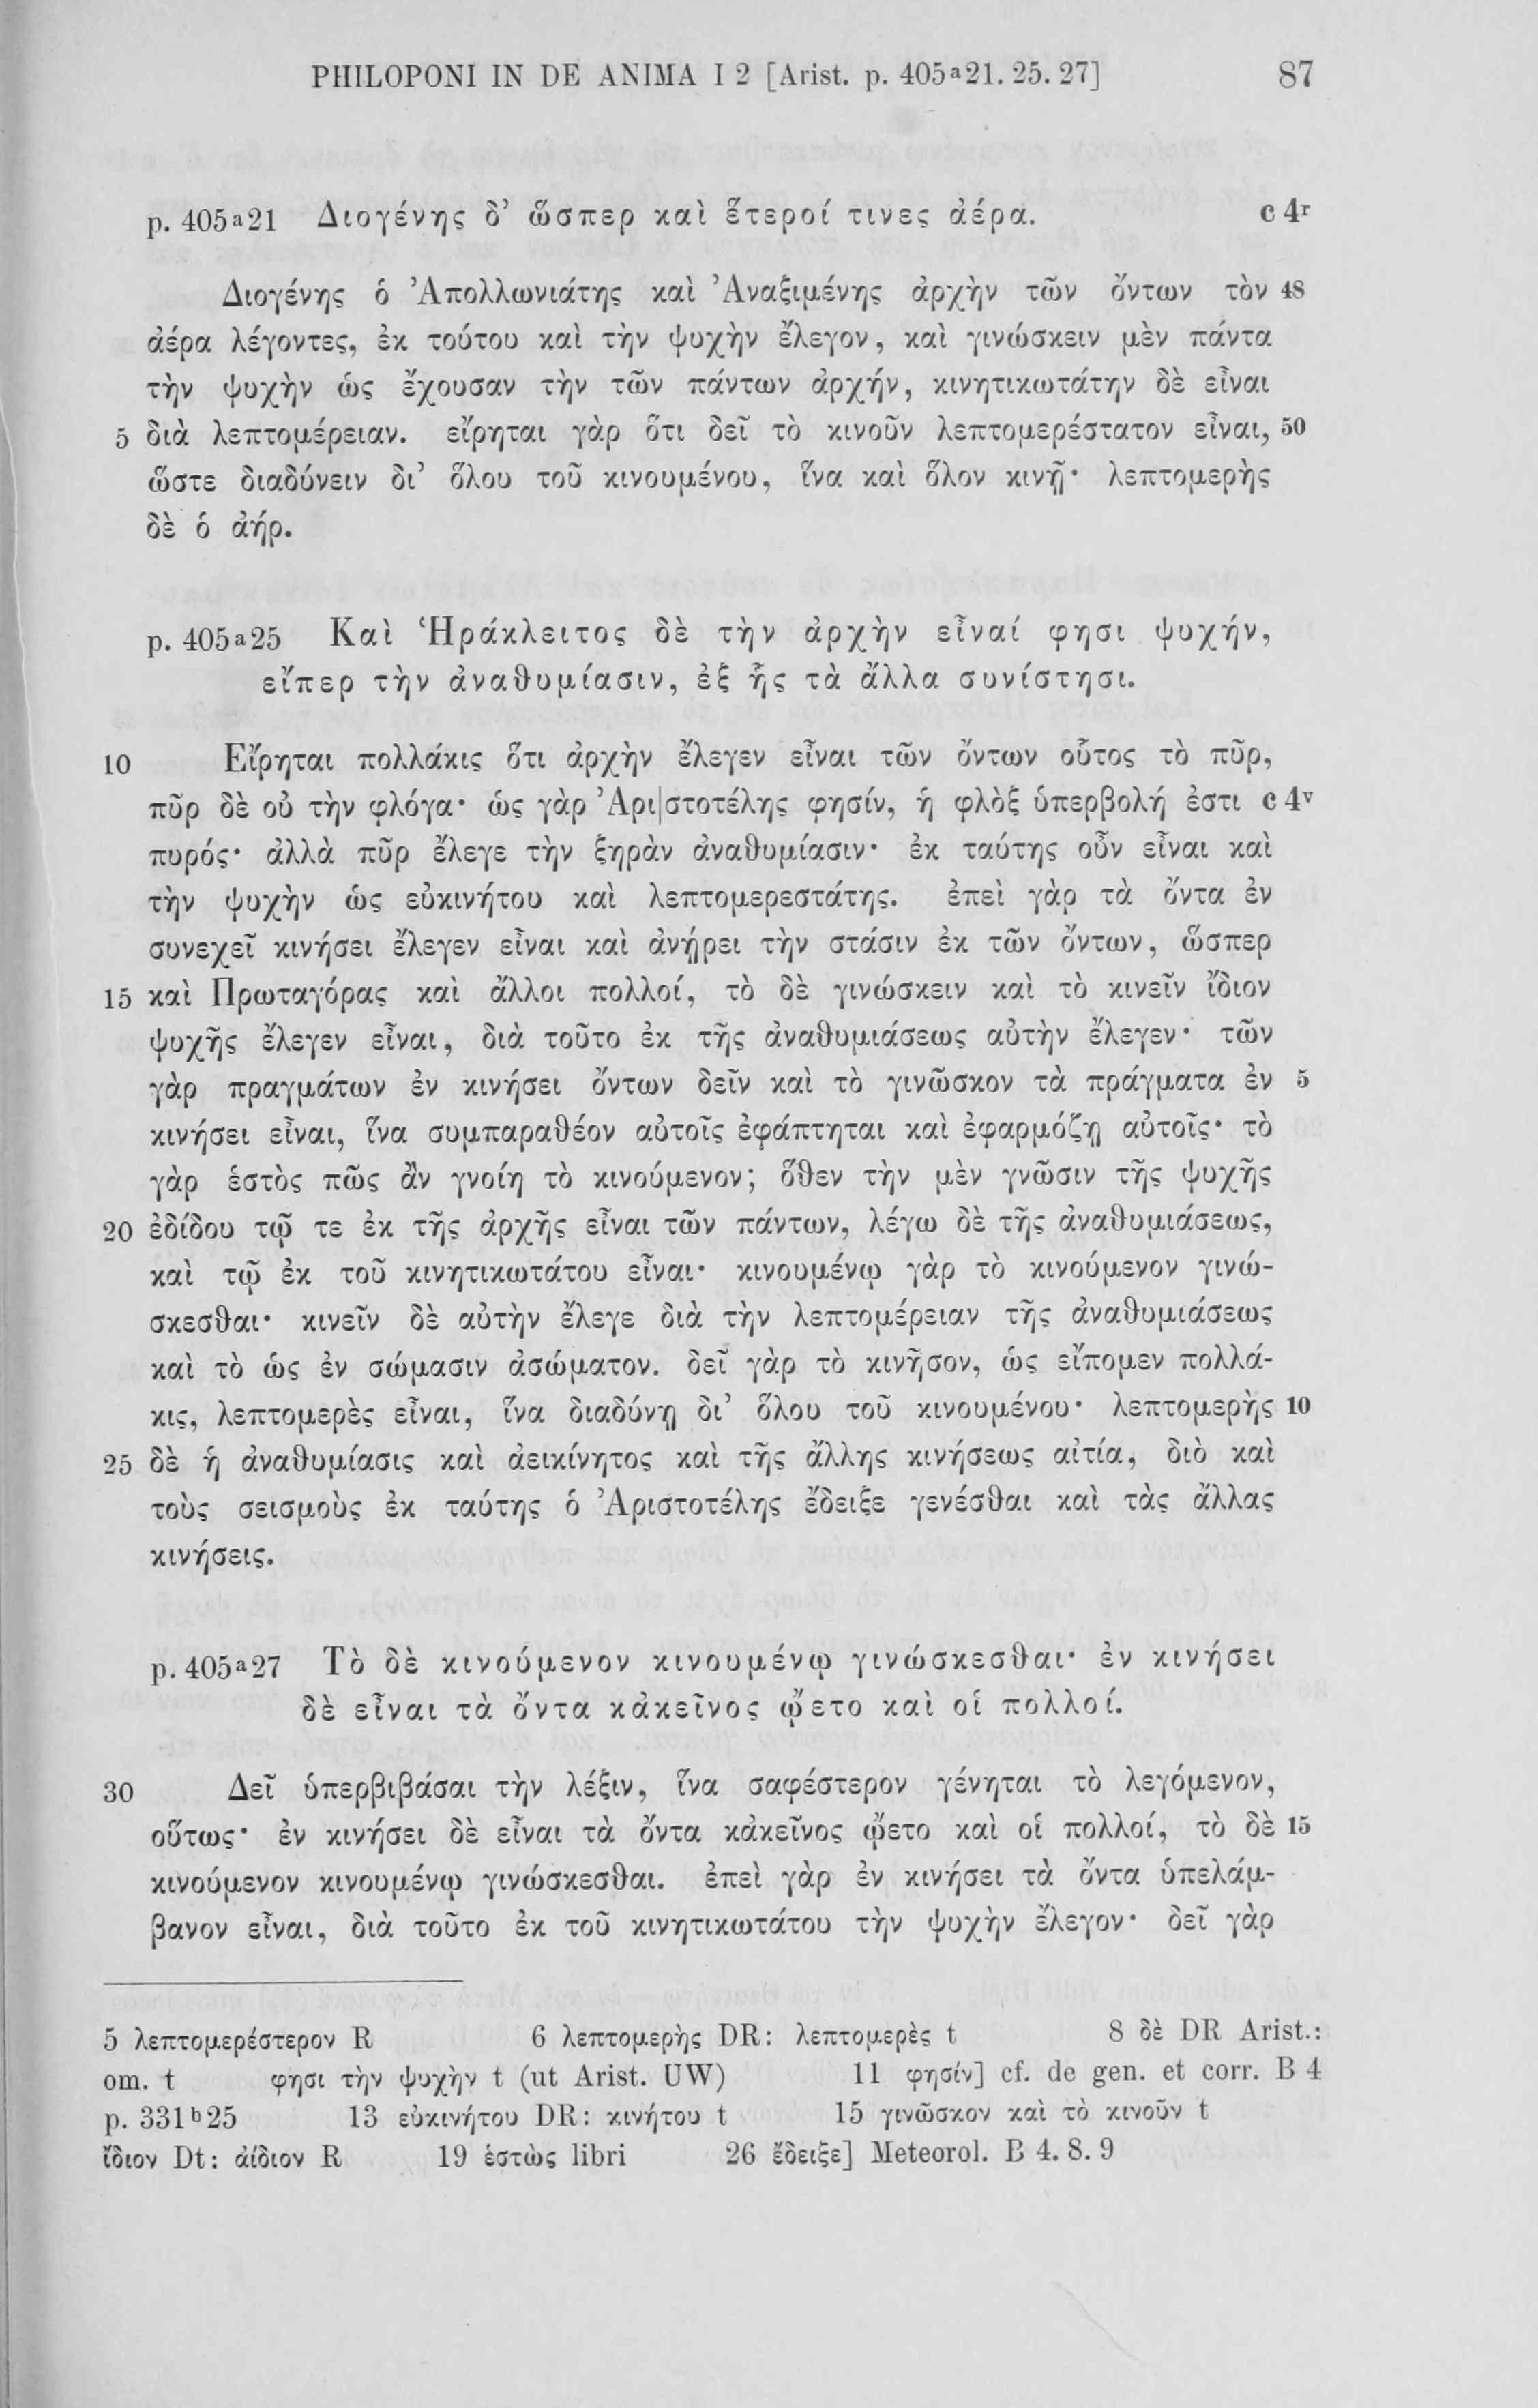 PHILOPONI IN DE ANIMA I 2 [Arist. p. 405ᵃ21. 25. 27] 87
p. 405ᵃ21 Διογένης δ’ ὥσπερ καὶ ἕτεροί τινες ἀέρα. c 4ʳ
Διογένης ὁ Ἀπολλωνιάτης καὶ Ἀναξιμένης ἀρχὴν τῶν ὄντων τὸν 48
ἀέρα λέγοντες, ἐκ τούτου καὶ τὴν ψυχὴν ἔλεγον, καὶ γινώσκειν μὲν πάντα
τὴν ψυχὴν ὡς ἔχουσαν τὴν τῶν πάντων ἀρχήν, κινητικωτάτην δὲ εἶναι
5 διὰ λεπτομέρειαν. εἴρηται γὰρ ὅτι δεῖ τὸ κινοῦν λεπτομερέστατον εἶναι, 50
ὥστε διαδύνειν δι’ ὅλου τοῦ κινουμένου, ἵνα καὶ ὅλον κινῇ· λεπτομερὴς
δὲ ὁ ἀήρ.
p. 405ᵃ25 Καὶ Ἡράκλειτος δὲ τὴν ἀρχὴν εἶναί φησι ψυχήν,
εἴπερ τὴν ἀναθυμίασιν, ἐξ ἧς τὰ ἄλλα συνίστησι.
10 Εἴρηται πολλάκις ὅτι ἀρχὴν ἔλεγεν εἶναι τῶν ὄντων οὗτος τὸ πῦρ,
πῦρ δὲ οὐ τὴν φλόγα· ὡς γὰρ Ἀρι|στοτέλης φησίν, ἡ φλὸξ ὑπερβολή ἐστι c 4ᵛ
πυρός· ἀλλὰ πῦρ ἔλεγε τὴν ξηρὰν ἀναθυμίασιν· ἐκ ταύτης οὖν εἶναι καὶ
τὴν ψυχὴν ὡς εὐκινήτου καὶ λεπτομερεστάτης. ἐπεὶ γὰρ τὰ ὄντα ἐν
συνεχεῖ κινήσει ἔλεγεν εἶναι καὶ ἀνῄρει τὴν στάσιν ἐκ τῶν ὄντων, ὥσπερ
15 καὶ Πρωταγόρας καὶ ἄλλοι πολλοί, τὸ δὲ γινώσκειν καὶ τὸ κινεῖν ἴδιον
ψυχῆς ἔλεγεν εἶναι, διὰ τοῦτο ἐκ τῆς ἀναθυμιάσεως αὐτὴν ἔλεγεν· τῶν
γὰρ πραγμάτων ἐν κινήσει ὄντων δεῖν καὶ τὸ γινῶσκον τὰ πράγματα ἐν 5
κινήσει εἶναι, ἵνα συμπαραθέον αὐτοῖς ἐφάπτηται καὶ ἐφαρμόζῃ αὐτοῖς· τὸ
γὰρ ἑστὸς πῶς ἂν γνοίη τὸ κινούμενον; ὅθεν τὴν μὲν γνῶσιν τῆς ψυχῆς
20 ἐδίδου τῷ τε ἐκ τῆς ἀρχῆς εἶναι τῶν πάντων, λέγω δὲ τῆς ἀναθυμιάσεως,
καὶ τῷ ἐκ τοῦ κινητικωτάτου εἶναι· κινουμένῳ γὰρ τὸ κινούμενον γινώ-
σκεσθαι· κινεῖν δὲ αὐτὴν ἔλεγε διὰ τὴν λεπτομέρειαν τῆς ἀναθυμιάσεως
καὶ τὸ ὡς ἐν σώμασιν ἀσώματον. δεῖ γὰρ τὸ κινῆσον, ὡς εἴπομεν πολλά-
κις, λεπτομερὲς εἶναι, ἵνα διαδύνῃ δι’ ὅλου τοῦ κινουμένου· λεπτομερὴς 10
25 δὲ ἡ ἀναθυμίασις καὶ ἀεικίνητος καὶ τῆς ἄλλης κινήσεως αἰτία, διὸ καὶ
τοὺς σεισμοὺς ἐκ ταύτης ὁ Ἀριστοτέλης ἔδειξε γενέσθαι καὶ τὰς ἄλλας
κινήσεις.
p. 405ᵃ27 Τὸ δὲ κινούμενον κινουμένῳ γινώσκεσθαι· ἐν κινήσει
δὲ εἶναι τὰ ὄντα κἀκεῖνος ᾤετο καὶ οἱ πολλοί.
30 Δεῖ ὑπερβιβάσαι τὴν λέξιν, ἵνα σαφέστερον γένηται τὸ λεγόμενον,
οὕτως· ἐν κινήσει δὲ εἶναι τὰ ὄντα κἀκεῖνος ᾤετο καὶ οἱ πολλοί, τὸ δὲ 15
κινούμενον κινουμένῳ γινώσκεσθαι. ἐπεὶ γὰρ ἐν κινήσει τὰ ὄντα ὑπελάμ-
βανον εἶναι, διὰ τοῦτο ἐκ τοῦ κινητικωτάτου τὴν ψυχὴν ἔλεγον· δεῖ γὰρ
5 λεπτομερέστερον R 6 λεπτομερὴς DR: λεπτομερὲς t 8 δὲ DR Arist.:
om. t φησι τὴν ψυχὴν t (ut Arist. UW) 11 φησίν] cf. de gen. et corr. B 4
p. 331ᵇ25 13 εὐκινήτου DR: κινήτου t 15 γινῶσκον καὶ τὸ κινοῦν t
ἴδιον Dt: ἀίδιον R 19 ἑστὼς libri 26 ἔδειξε] Meteorol. B 4. 8. 9